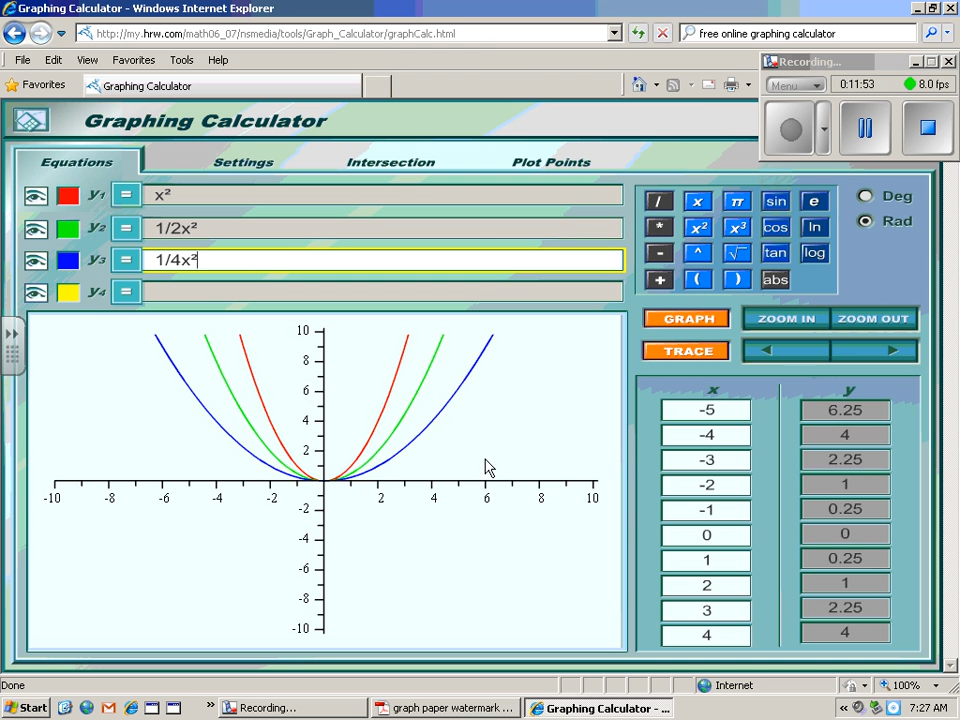 Graphing Calculator - Windows Internet Explorer
http://my.hrw.com/math06_07/nsmedia/tools/Graph_Calculator/graphCalc.html
free online graphing calculator
File Edit View Favorites Tools Help
Recording...
Menu 0:11:53 8.0 fps
Favorites Graphing Calculator
Graphing Calculator
Equations Settings Intersection Plot Points
y1 = x²
y2 = 1/2x²
y3 = 1/4x²
y4 =
/ x π sin e
* x² x³ cos ln
- ^ √ tan log
+ ( ) abs
Deg
Rad
GRAPH ZOOM IN ZOOM OUT
TRACE
10
8
6
4
2
-10 -8 -6 -4 -2 2 4 6 8 10
-2
-4
-6
-8
-10
x y
-5 6.25
-4 4
-3 2.25
-2 1
-1 0.25
0 0
1 0.25
2 1
3 2.25
4 4
Done Internet 100%
Start Recording... graph paper watermark ... Graphing Calculator - ... 7:27 AM